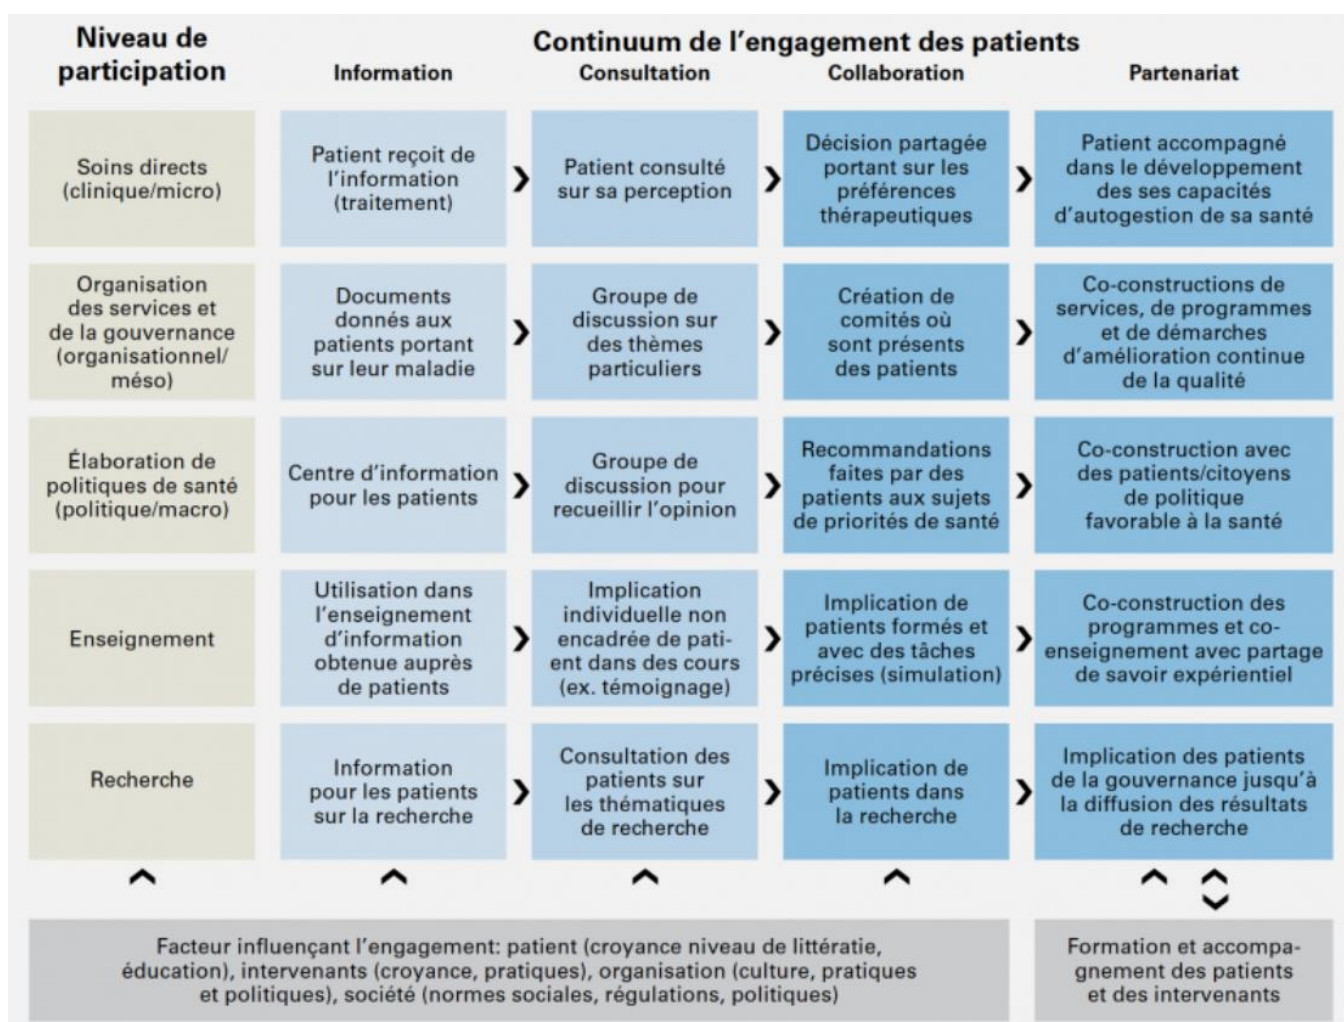 Niveau de
participation
Continuum de l'engagement des patients
Information
Consultation
Collaboration
Partenariat
Soins directs
(clinique/micro)
Patient reçoit de
l'information
(traitement)
Patient consulté
sur sa perception
Décision partagée
portant sur les
préférences
thérapeutiques
Patient accompagné
dans le développement
des ses capacités
d'autogestion de sa santé
Organisation
des services et
de la gouvernance
(organisationnel/
méso)
Documents
donnés aux
patients portant
sur leur maladie
Groupe de
discussion sur
des thèmes
particuliers
Création de
comités où
sont présents
des patients
Co-constructions de
services, de programmes
et de démarches
d'amélioration continue
de la qualité
Élaboration de
politiques de santé
(politique/macro)
Centre d'information
pour les patients
Groupe de
discussion pour
recueillir l'opinion
Recommandations
faites par des
patients aux sujets
de priorités de santé
Co-construction avec
des patients/citoyens
de politique
favorable à la santé
Enseignement
Utilisation dans
l'enseignement
d'information
obtenue auprès
de patients
Implication
individuelle non
encadrée de pati-
ent dans des cours
(ex. témoignage)
Implication de
patients formés et
avec des tâches
précises (simulation)
Co-construction des
programmes et co-
enseignement avec partage
de savoir expérientiel
Recherche
Information
pour les patients
sur la recherche
Consultation des
patients sur
les thématiques
de recherche
Implication de
patients dans
la recherche
Implication des patients
de la gouvernance jusqu'à
la diffusion des résultats
de recherche
Facteur influençant l'engagement: patient (croyance niveau de littératie,
éducation), intervenants (croyance, pratiques), organisation (culture, pratiques
et politiques), société (normes sociales, régulations, politiques)
Formation et accompa-
gnement des patients
et des intervenants